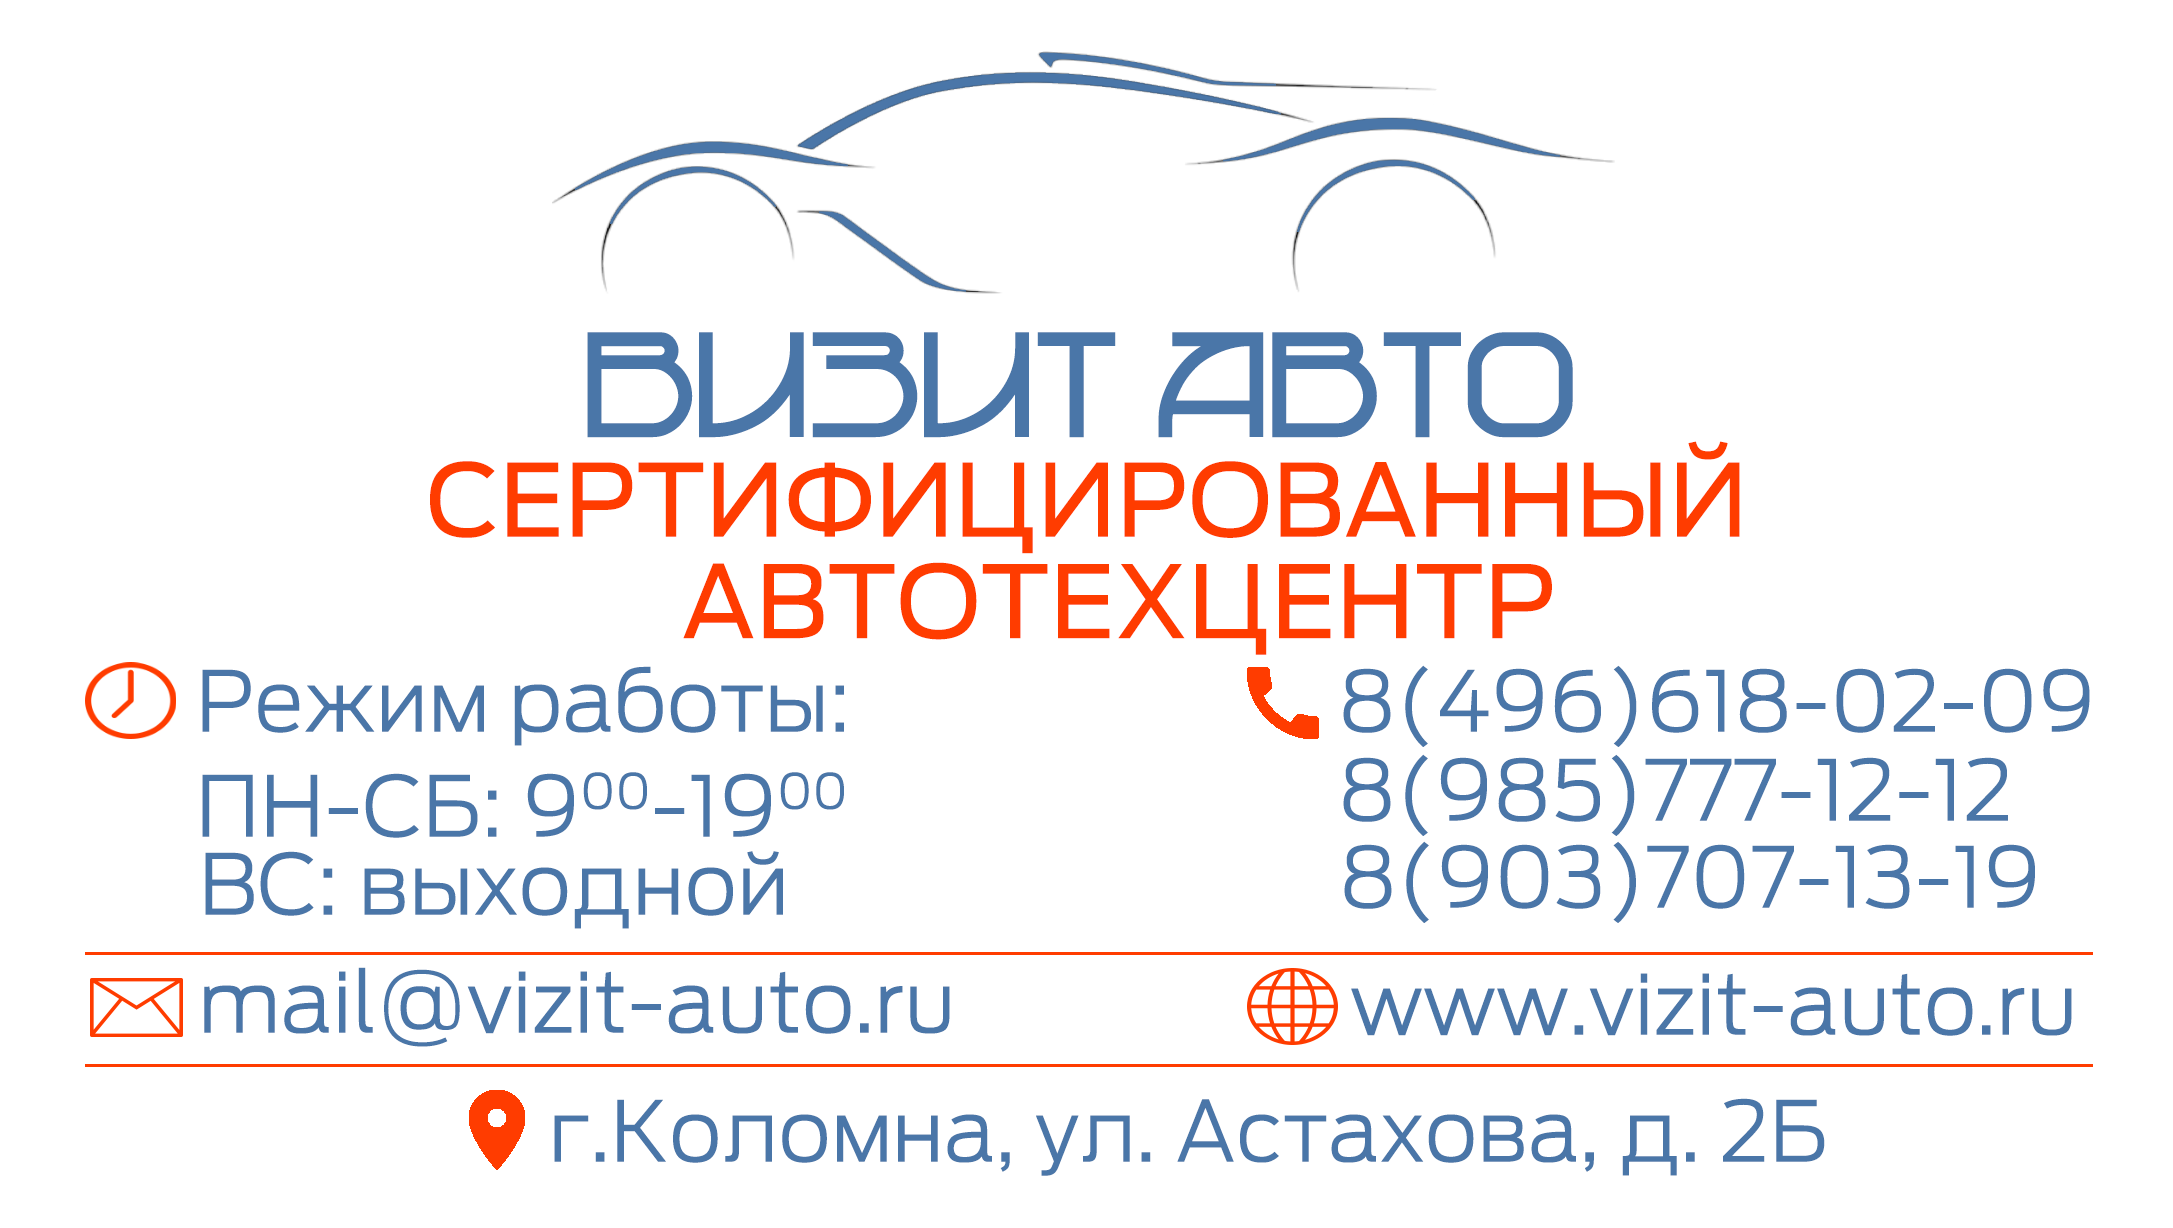 ВИЗИТ АВТО
СЕРТИФИЦИРОВАННЫЙ
АВТОТЕХЦЕНТР
Режим работы:
ПН-СБ: 9⁰⁰-19⁰⁰
ВС: выходной
8(496)618-02-09
8(985)777-12-12
8(903)707-13-19
mail@vizit-auto.ru
www.vizit-auto.ru
г.Коломна, ул. Астахова, д. 2Б